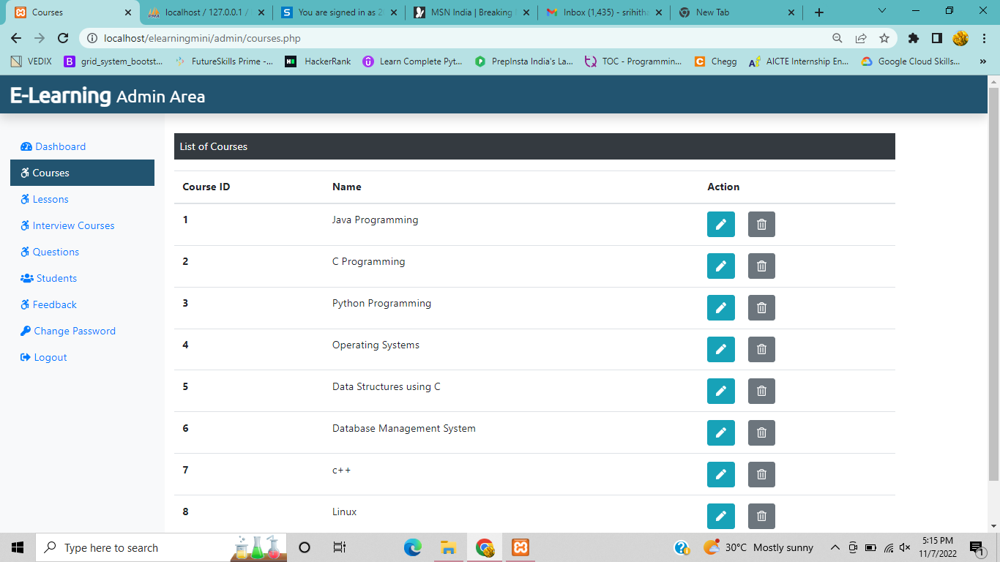 Courses
localhost / 127.0.0.1 /
You are signed in as 2
MSN India | Breaking
Inbox (1,435) - srihitha
New Tab
localhost/elearningmini/admin/courses.php
VEDIX
grid_system_bootst...
FutureSkills Prime -...
HackerRank
Learn Complete Pyt...
PrepInsta India's La...
TOC - Programmin...
Chegg
AICTE Internship En...
Google Cloud Skills...
E-Learning Admin Area
Dashboard
Courses
Lessons
Interview Courses
Questions
Students
Feedback
Change Password
Logout
List of Courses
Course ID Name Action
1 Java Programming
2 C Programming
3 Python Programming
4 Operating Systems
5 Data Structures using C
6 Database Management System
7 c++
8 Linux
Type here to search
30°C Mostly sunny
5:15 PM
11/7/2022
1